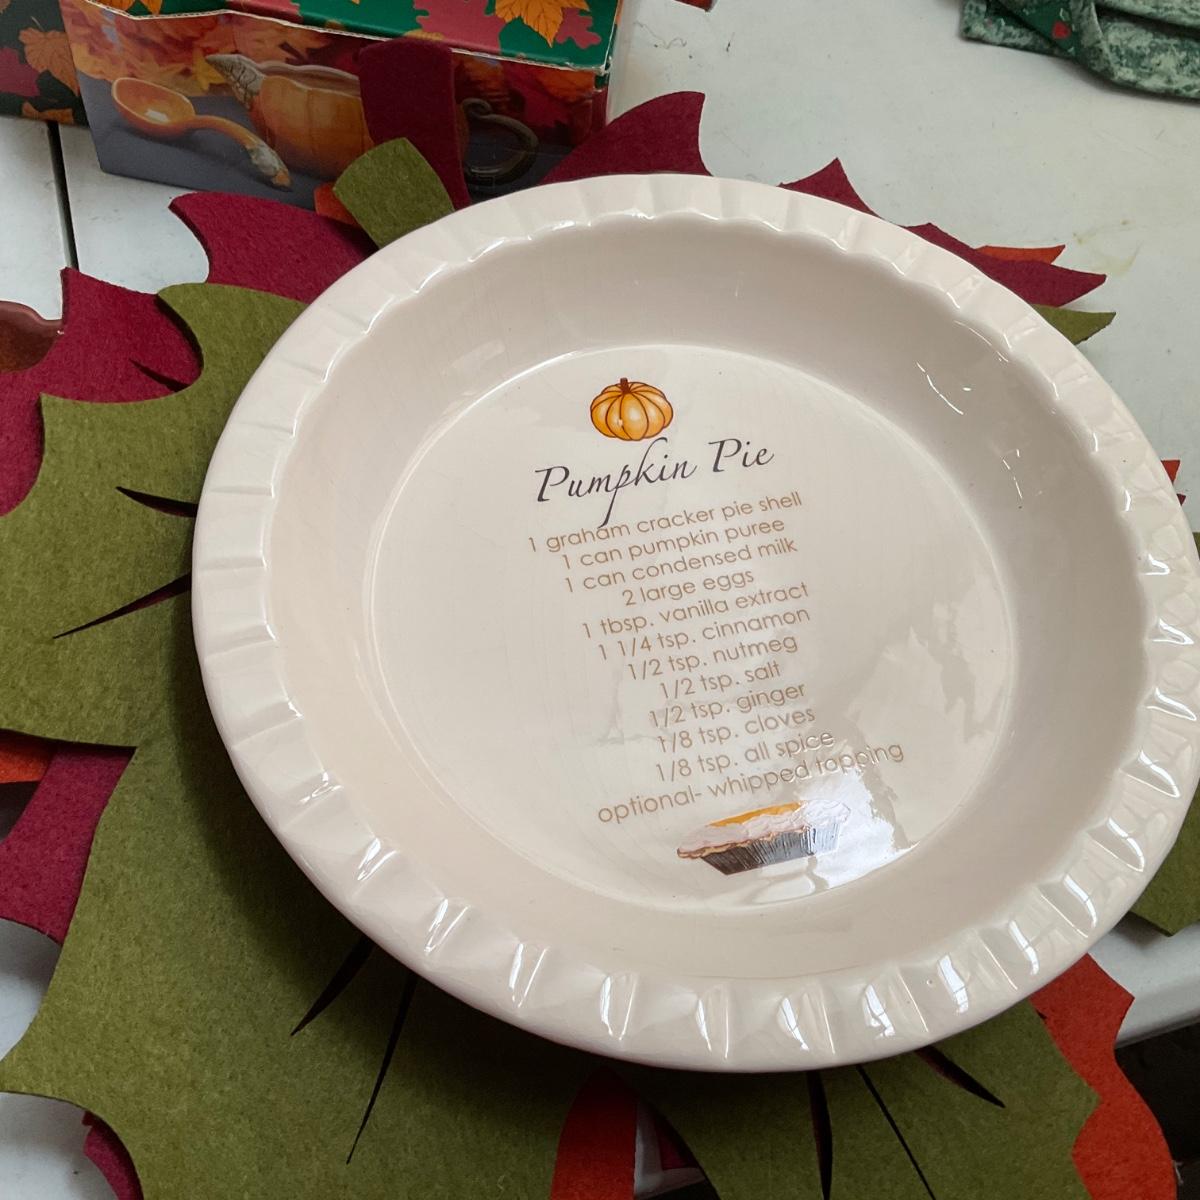 Pumpkin Pie
1 graham cracker pie shell
1 can pumpkin puree
1 can condensed milk
2 large eggs
1 tbsp. vanilla extract
1 1/4 tsp. cinnamon
1/2 tsp. nutmeg
1/2 tsp. salt
1/2 tsp. ginger
1/8 tsp. cloves
1/8 tsp. all spice
optional- whipped topping